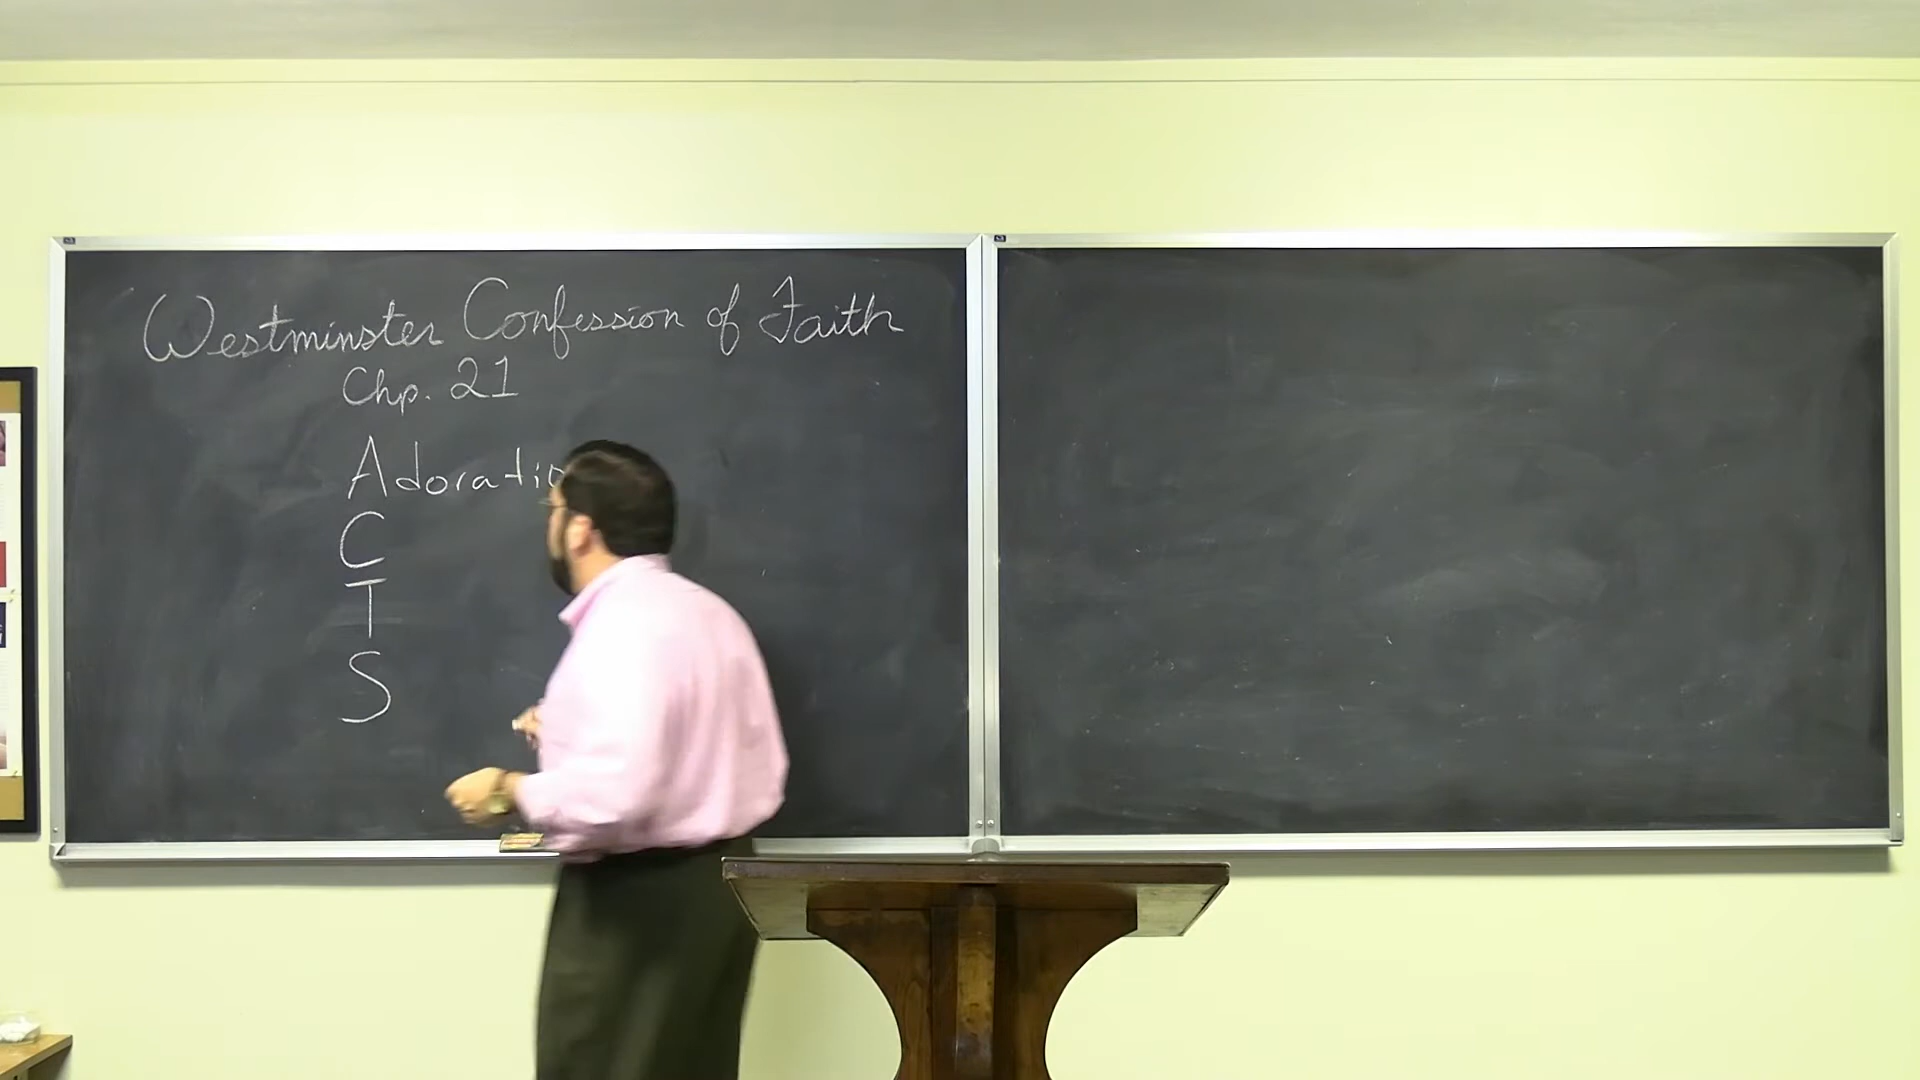 Westminster Confession of Faith
Chp. 21
Adoratio
C
T
S